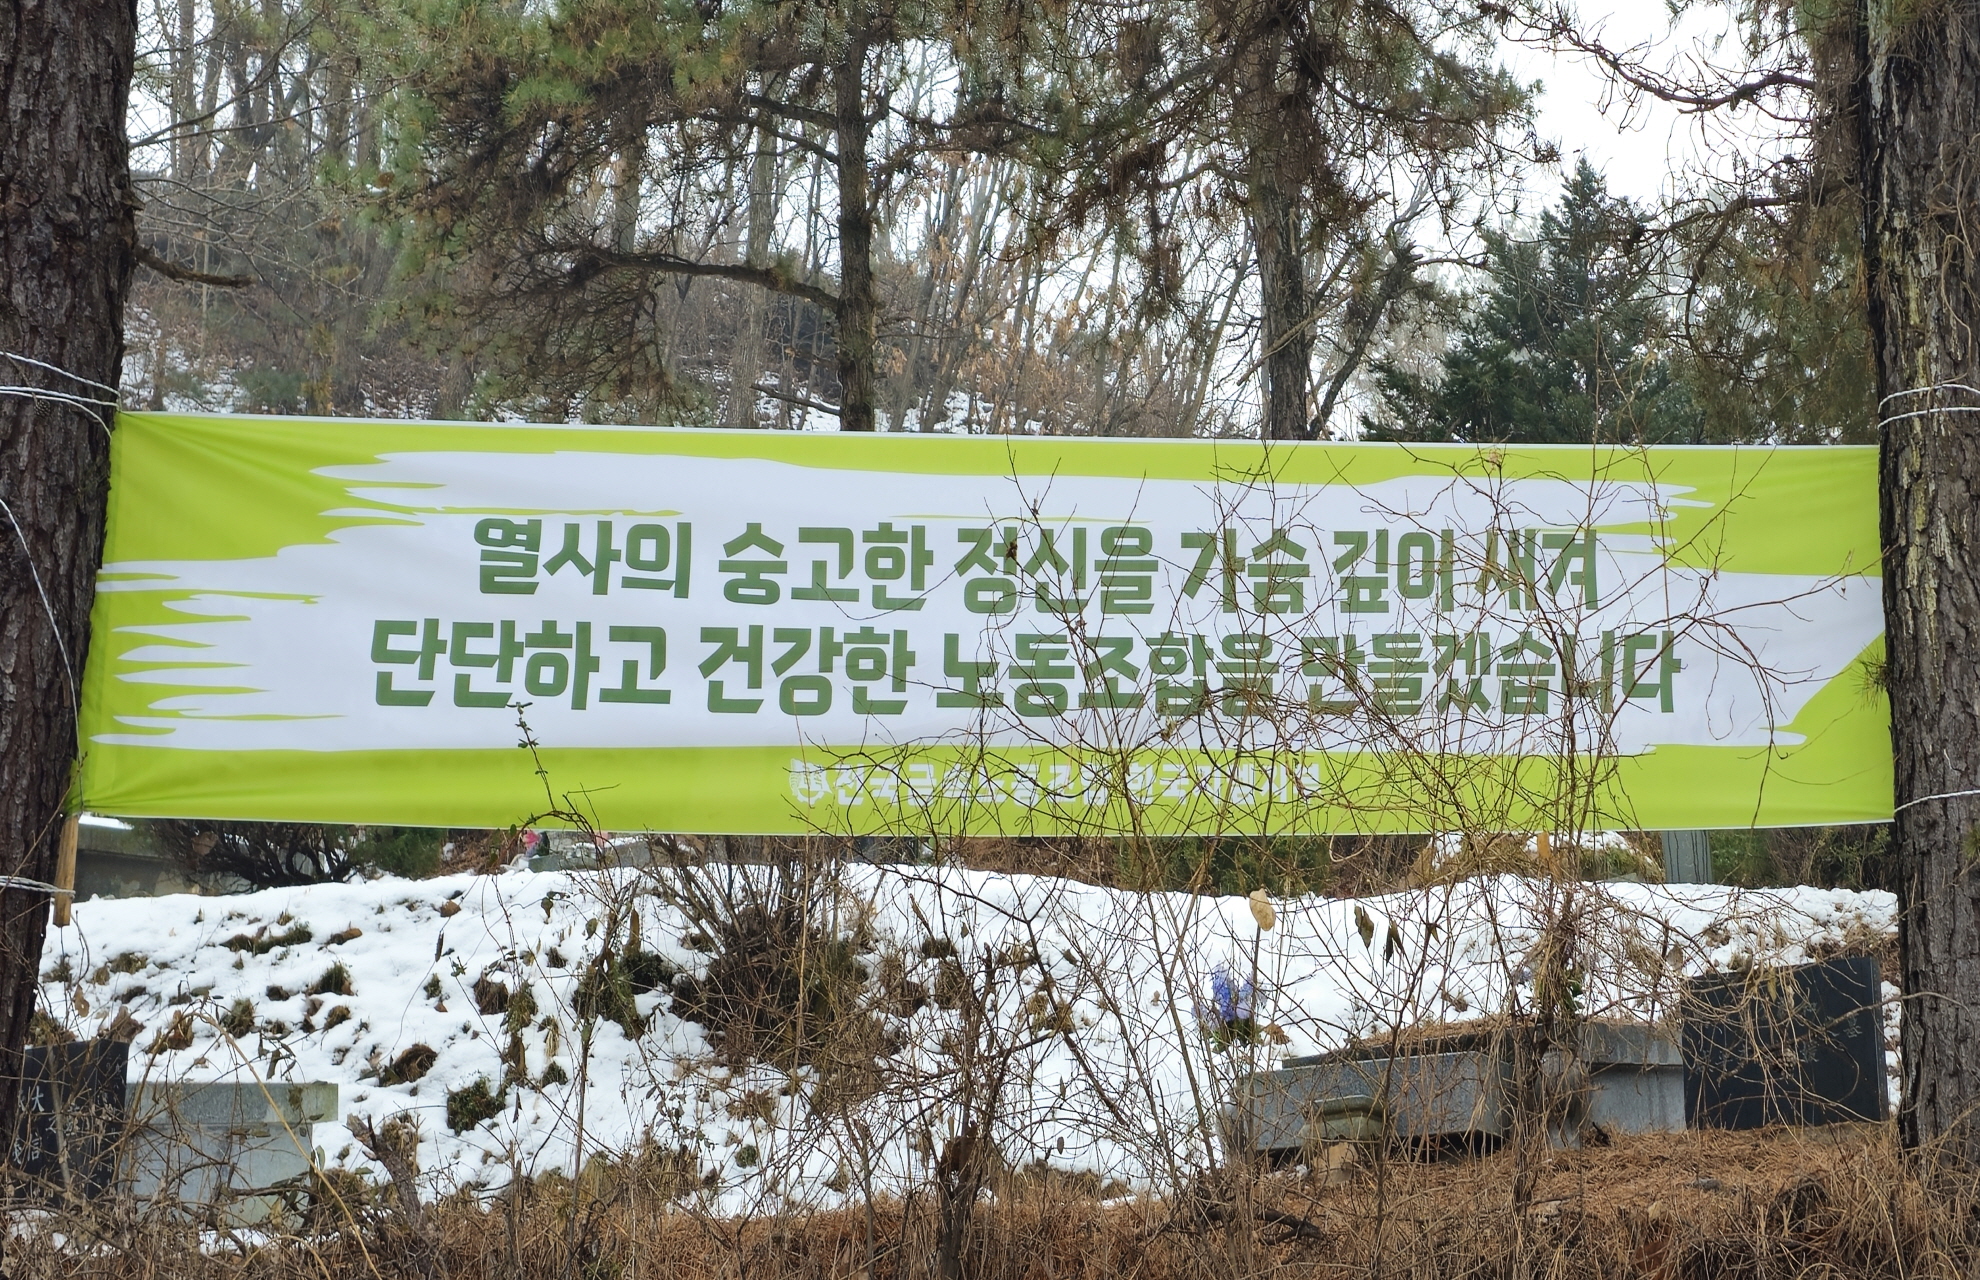 열사의 숭고한 정신을 가슴 깊이 새겨
단단하고 건강한 노동조합을 만들겠습니다